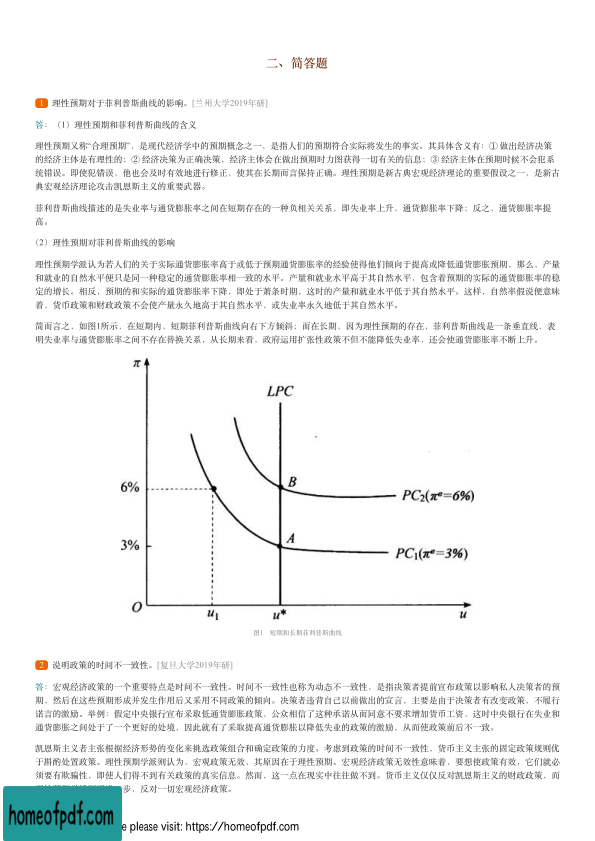 二、简答题
1 理性预期对于菲利普斯曲线的影响。[兰州大学2019年研]
答：（1）理性预期和菲利普斯曲线的含义
理性预期又称“合理预期”，是现代经济学中的预期概念之一，是指人们的预期符合实际将发生的事实。其具体含义有：① 做出经济决策
的经济主体是有理性的；② 经济决策为正确决策，经济主体会在做出预期时力图获得一切有关的信息；③ 经济主体在预期时候不会犯系
统错误。即使犯错误，他也会及时有效地进行修正，使其在长期而言保持正确。理性预期是新古典宏观经济理论的重要假设之一，是新古
典宏观经济理论攻击凯恩斯主义的重要武器。
菲利普斯曲线描述的是失业率与通货膨胀率之间在短期存在的一种负相关关系，即失业率上升，通货膨胀率下降；反之，通货膨胀率提
高。
（2）理性预期对菲利普斯曲线的影响
理性预期学派认为若人们的关于实际通货膨胀率高于或低于预期通货膨胀率的经验使得他们倾向于提高或降低通货膨胀预期，那么，产量
和就业的自然水平便只是同一种稳定的通货膨胀率相一致的水平。产量和就业水平高于其自然水平，包含着预期的实际的通货膨胀率的稳
定的增长。相反，预期的和实际的通货膨胀率下降，即处于萧条时期，这时的产量和就业水平低于其自然水平。这样，自然率假说便意味
着，货币政策和财政政策不会使产量永久地高于其自然水平，或失业率永久地低于其自然水平。
简而言之，如图1所示，在短期内，短期菲利普斯曲线向右下方倾斜；而在长期，因为理性预期的存在，菲利普斯曲线是一条垂直线，表
明失业率与通货膨胀率之间不存在替换关系，从长期来看，政府运用扩张性政策不但不能降低失业率，还会使通货膨胀率不断上升。
π
LPC
6%
B
PC₂(πᵉ=6%)
3%
A
PC₁(πᵉ=3%)
O
u₁
u*
u
图1 短期和长期菲利普斯曲线
2 说明政策的时间不一致性。[复旦大学2019年研]
答：宏观经济政策的一个重要特点是时间不一致性。时间不一致性也称为动态不一致性，是指决策者提前宣布政策以影响私人决策者的预
期，然后在这些预期形成并发生作用后又采用不同政策的倾向。决策者违背自己以前做出的宣言，主要是由于决策者有改变政策，不履行
诺言的激励。举例：假定中央银行宣布采取低通货膨胀政策，公众相信了这种承诺从而同意不要求增加货币工资，这时中央银行在失业和
通货膨胀之间处于了一个更好的处境，因此就有了采取提高通货膨胀以降低失业的政策的激励，从而使政策前后不一致。
凯恩斯主义者主张根据经济形势的变化来挑选政策组合和确定政策的力度。考虑到政策的时间不一致性，货币主义主张的固定政策规则优
于斟酌处置政策。理性预期学派则认为，宏观政策无效，其原因在于理性预期。宏观经济政策无效性意味着，要想使政策有效，它们就必
须要有欺骗性，即使人们得不到有关政策的真实信息。然而，这一点在现实中往往做不到。货币主义仅仅反对凯恩斯主义的财政政策，而
步，反对一切宏观经济政策。
homeofpdf.com
e please visit: https://homeofpdf.com